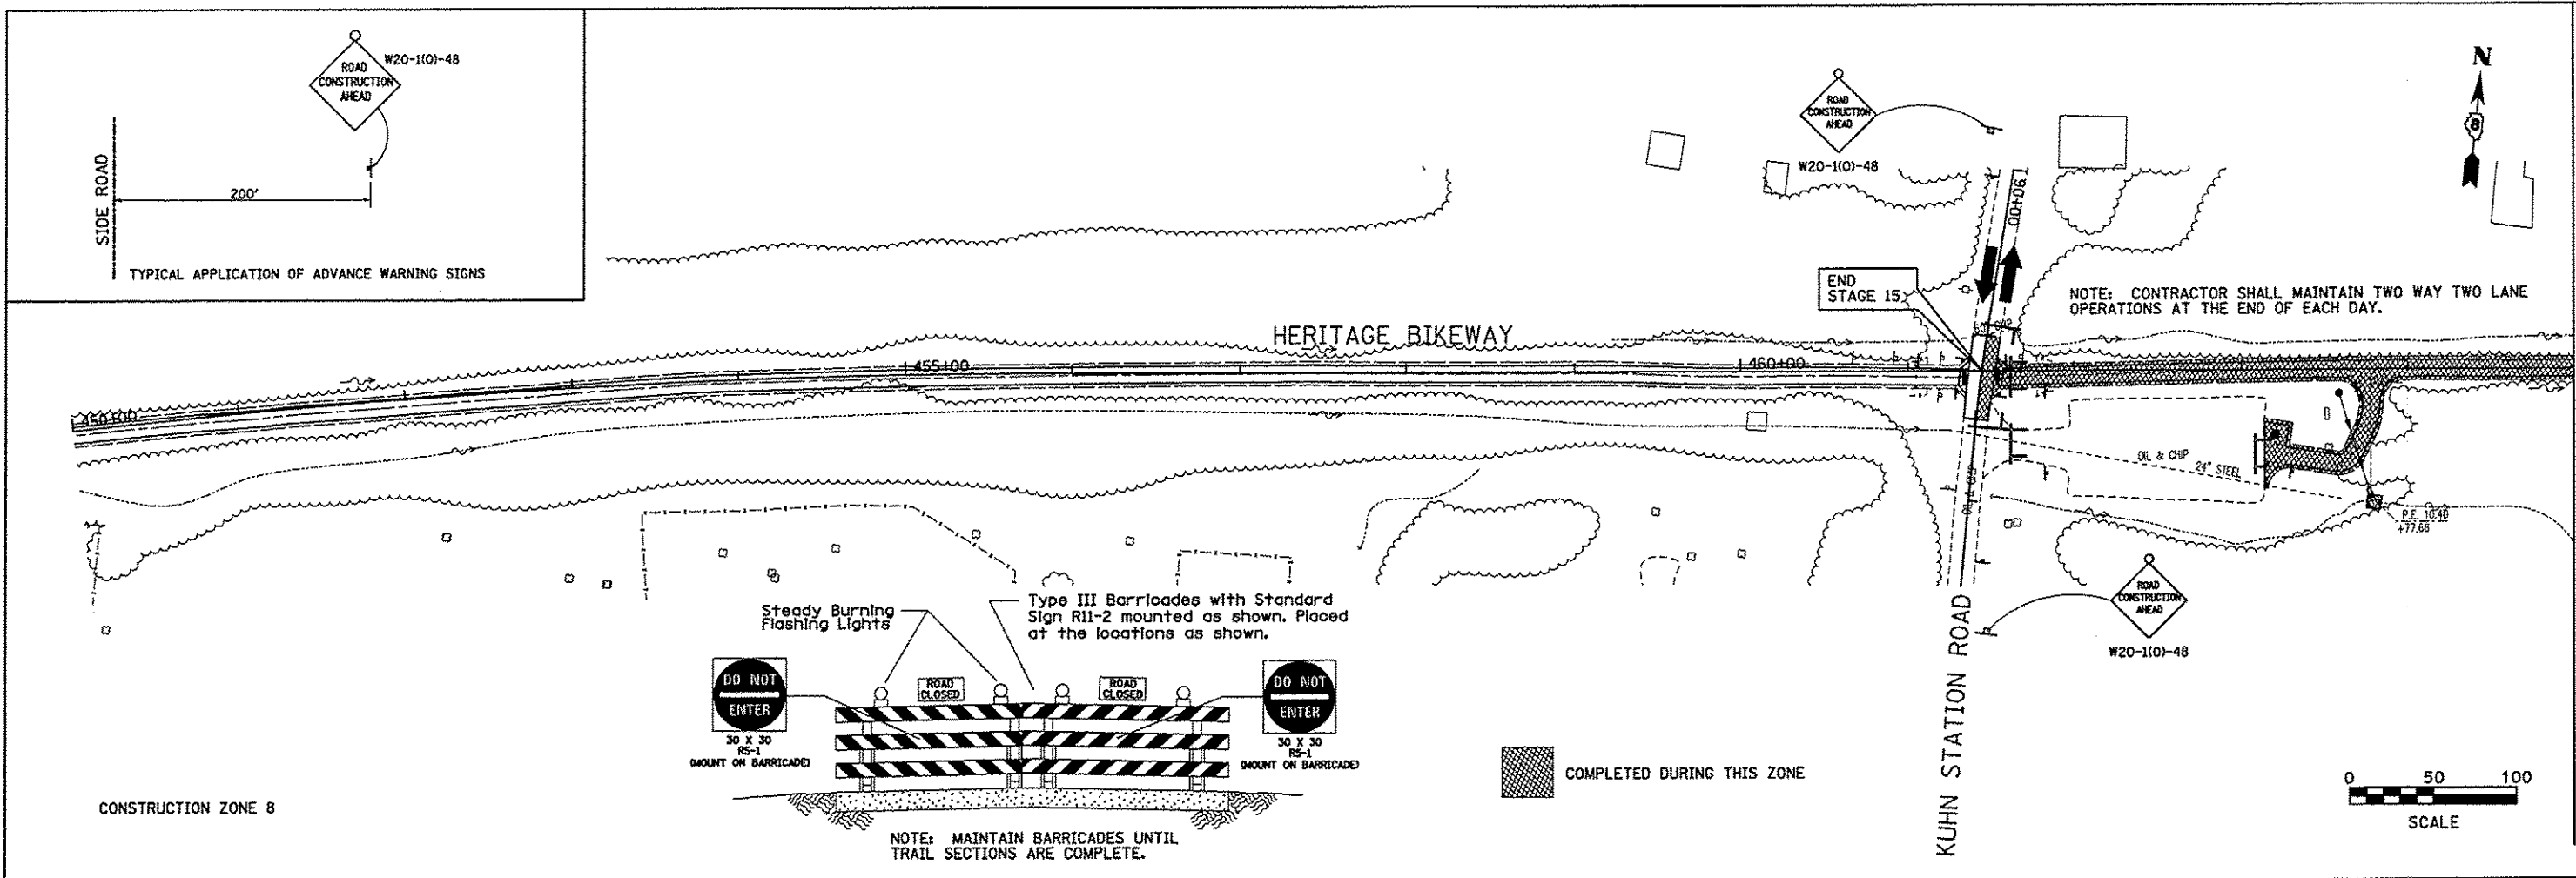 ROAD
CONSTRUCTION
AHEAD
W20-1(O)-48
SIDE ROAD
200'
TYPICAL APPLICATION OF ADVANCE WARNING SIGNS
ROAD
CONSTRUCTION
AHEAD
W20-1(O)-48
N
8
90+00
END
STAGE 15
NOTE: CONTRACTOR SHALL MAINTAIN TWO WAY TWO LANE
OPERATIONS AT THE END OF EACH DAY.
HERITAGE BIKEWAY
450+00
455+00
460+00
OIL & CHIP
24" STEEL
OIL & CHIP
P.E. 10.40
+77.66
ROAD
CONSTRUCTION
AHEAD
W20-1(O)-48
KUHN STATION ROAD
Steady Burning
Flashing Lights
Type III Barricades with Standard
Sign R11-2 mounted as shown. Placed
at the locations as shown.
DO NOT
ENTER
30 X 30
R5-1
(MOUNT ON BARRICADE)
ROAD
CLOSED
ROAD
CLOSED
DO NOT
ENTER
30 X 30
R5-1
(MOUNT ON BARRICADE)
NOTE: MAINTAIN BARRICADES UNTIL
TRAIL SECTIONS ARE COMPLETE.
COMPLETED DURING THIS ZONE
CONSTRUCTION ZONE 8
0 50 100
SCALE